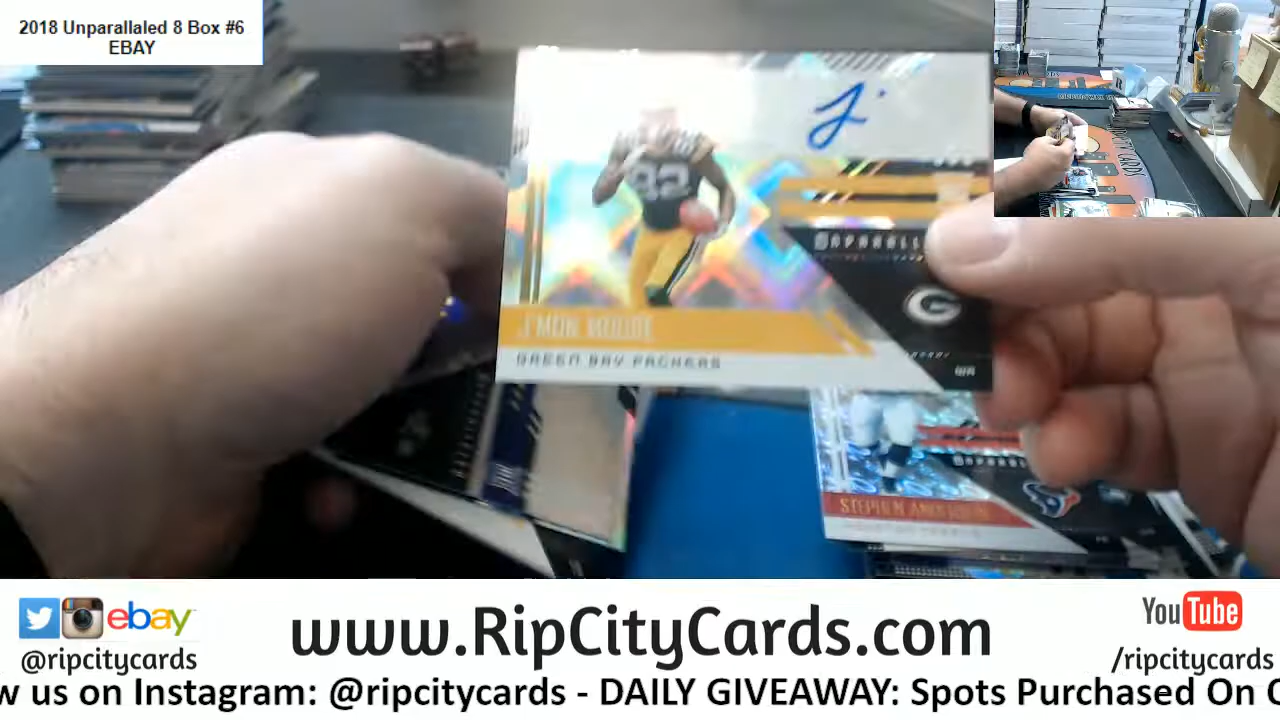 2018 Unparallaled 8 Box #6
EBAY
82
J'MON MOORE
GREEN BAY PACKERS
G
WR
STEPHEN ANDERSON
ebay
@ripcitycards
www.RipCityCards.com
YouTube
/ripcitycards
w us on Instagram: @ripcitycards - DAILY GIVEAWAY: Spots Purchased On